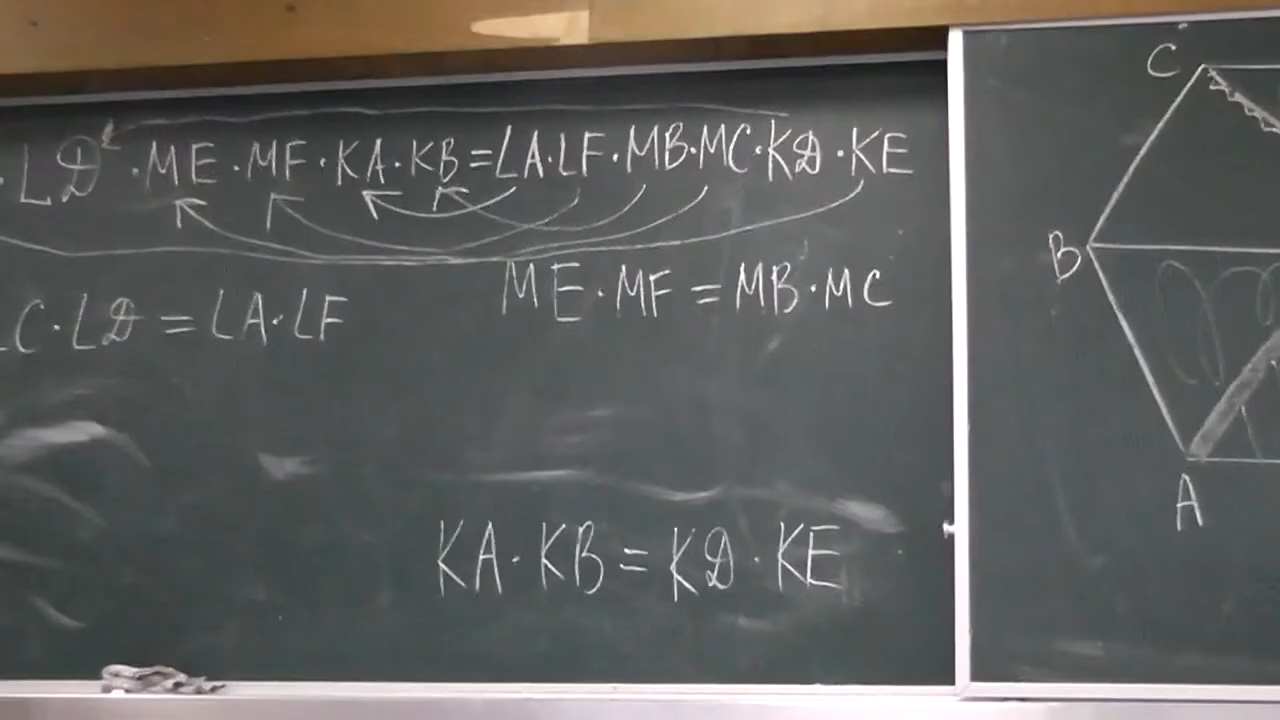 · LD · ME · MF · KA · KB = LA · LF · MB · MC · KD · KE
ME · MF = MB · MC
LC · LD = LA · LF
KA · KB = KD · KE
C
B
A